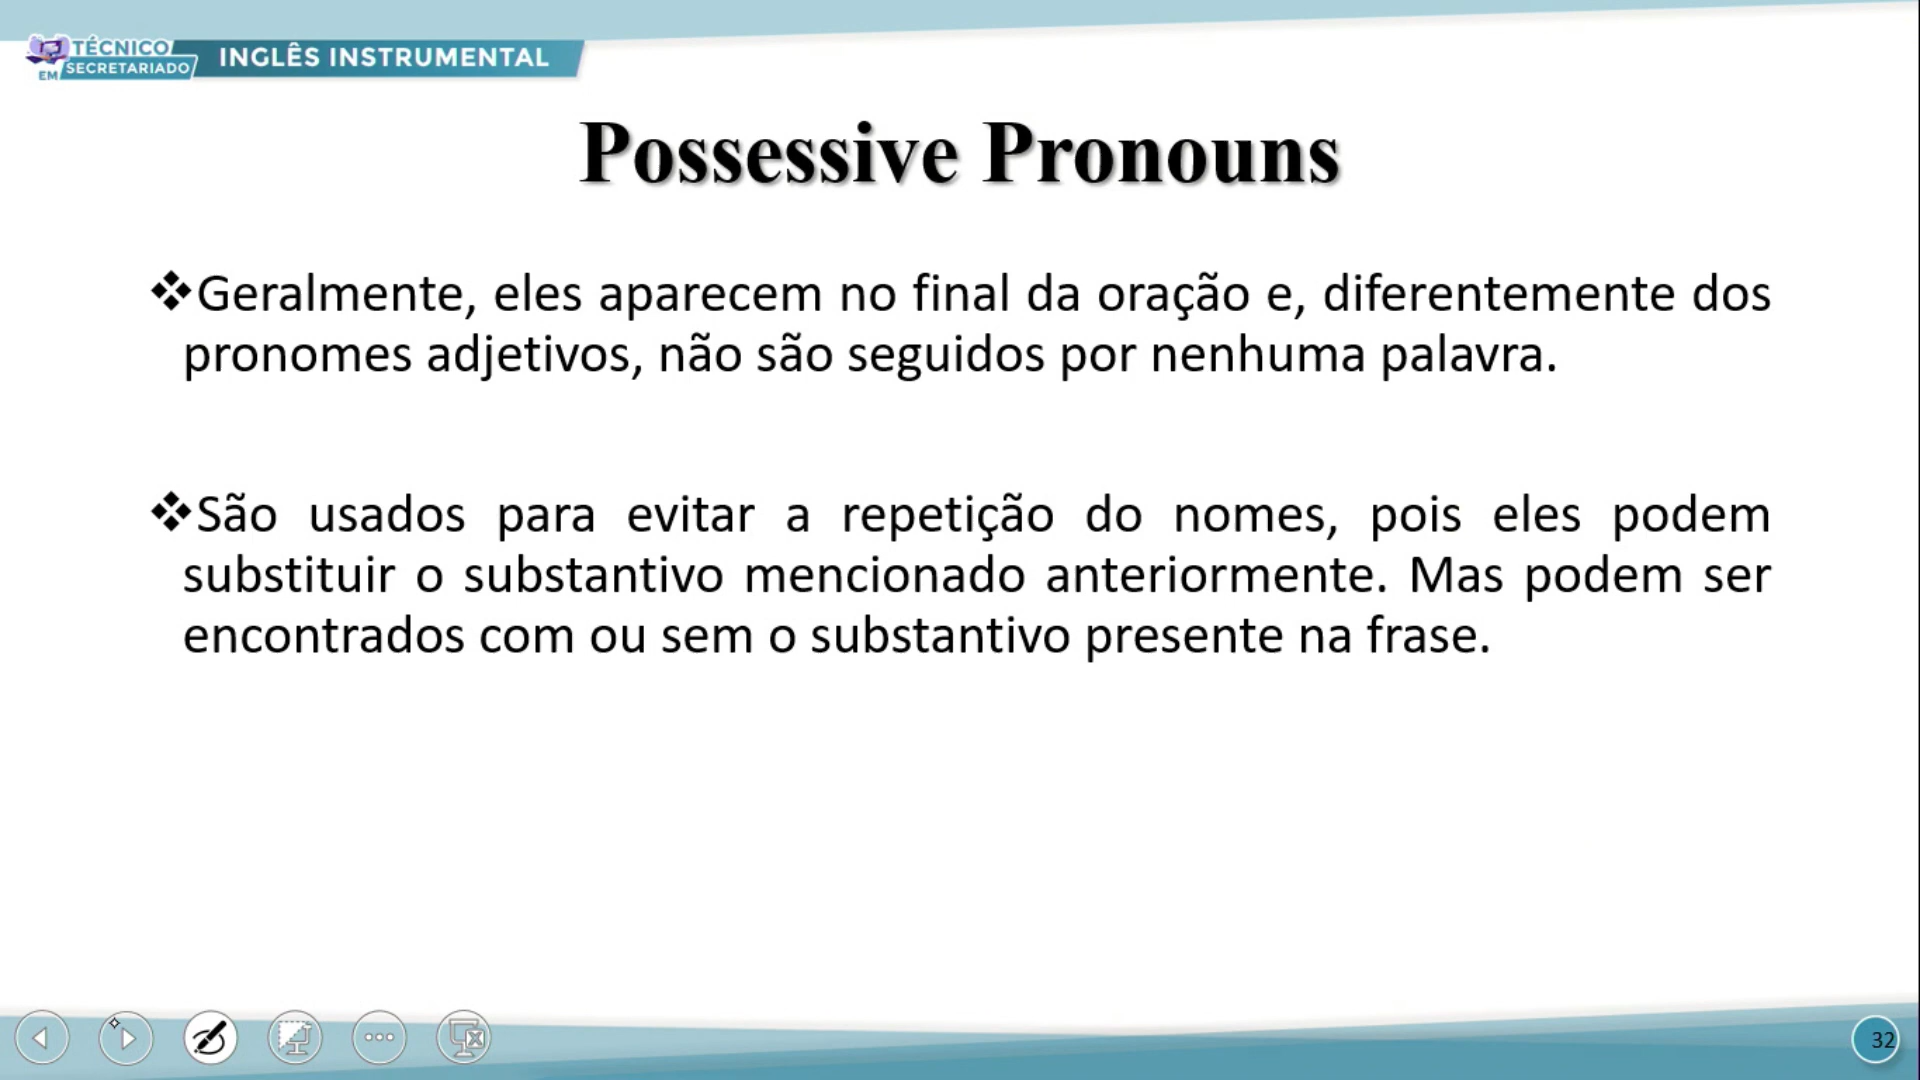 TÉCNICO
EM SECRETARIADO
INGLÊS INSTRUMENTAL
Possessive Pronouns
❖Geralmente, eles aparecem no final da oração e, diferentemente dos
pronomes adjetivos, não são seguidos por nenhuma palavra.
❖São usados para evitar a repetição do nomes, pois eles podem
substituir o substantivo mencionado anteriormente. Mas podem ser
encontrados com ou sem o substantivo presente na frase.
32